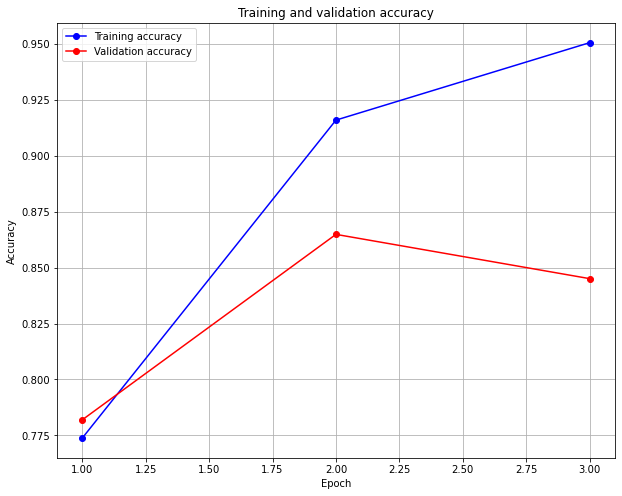 Training and validation accuracy
Training accuracy
Validation accuracy
0.950
0.925
0.900
0.875
0.850
0.825
0.800
0.775
Accuracy
1.00 1.25 1.50 1.75 2.00 2.25 2.50 2.75 3.00
Epoch